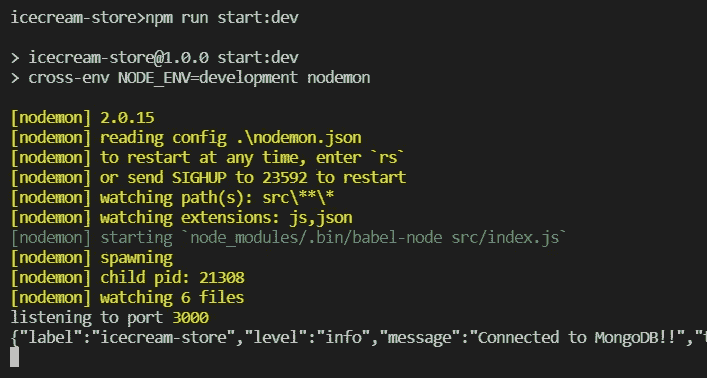 icecream-store>npm run start:dev
> icecream-store@1.0.0 start:dev
> cross-env NODE_ENV=development nodemon
[nodemon] 2.0.15
[nodemon] reading config .\nodemon.json
[nodemon] to restart at any time, enter `rs`
[nodemon] or send SIGHUP to 23592 to restart
[nodemon] watching path(s): src\**\*
[nodemon] watching extensions: js,json
[nodemon] starting `node_modules/.bin/babel-node src/index.js`
[nodemon] spawning
[nodemon] child pid: 21308
[nodemon] watching 6 files
listening to port 3000
{"label":"icecream-store","level":"info","message":"Connected to MongoDB!!","t